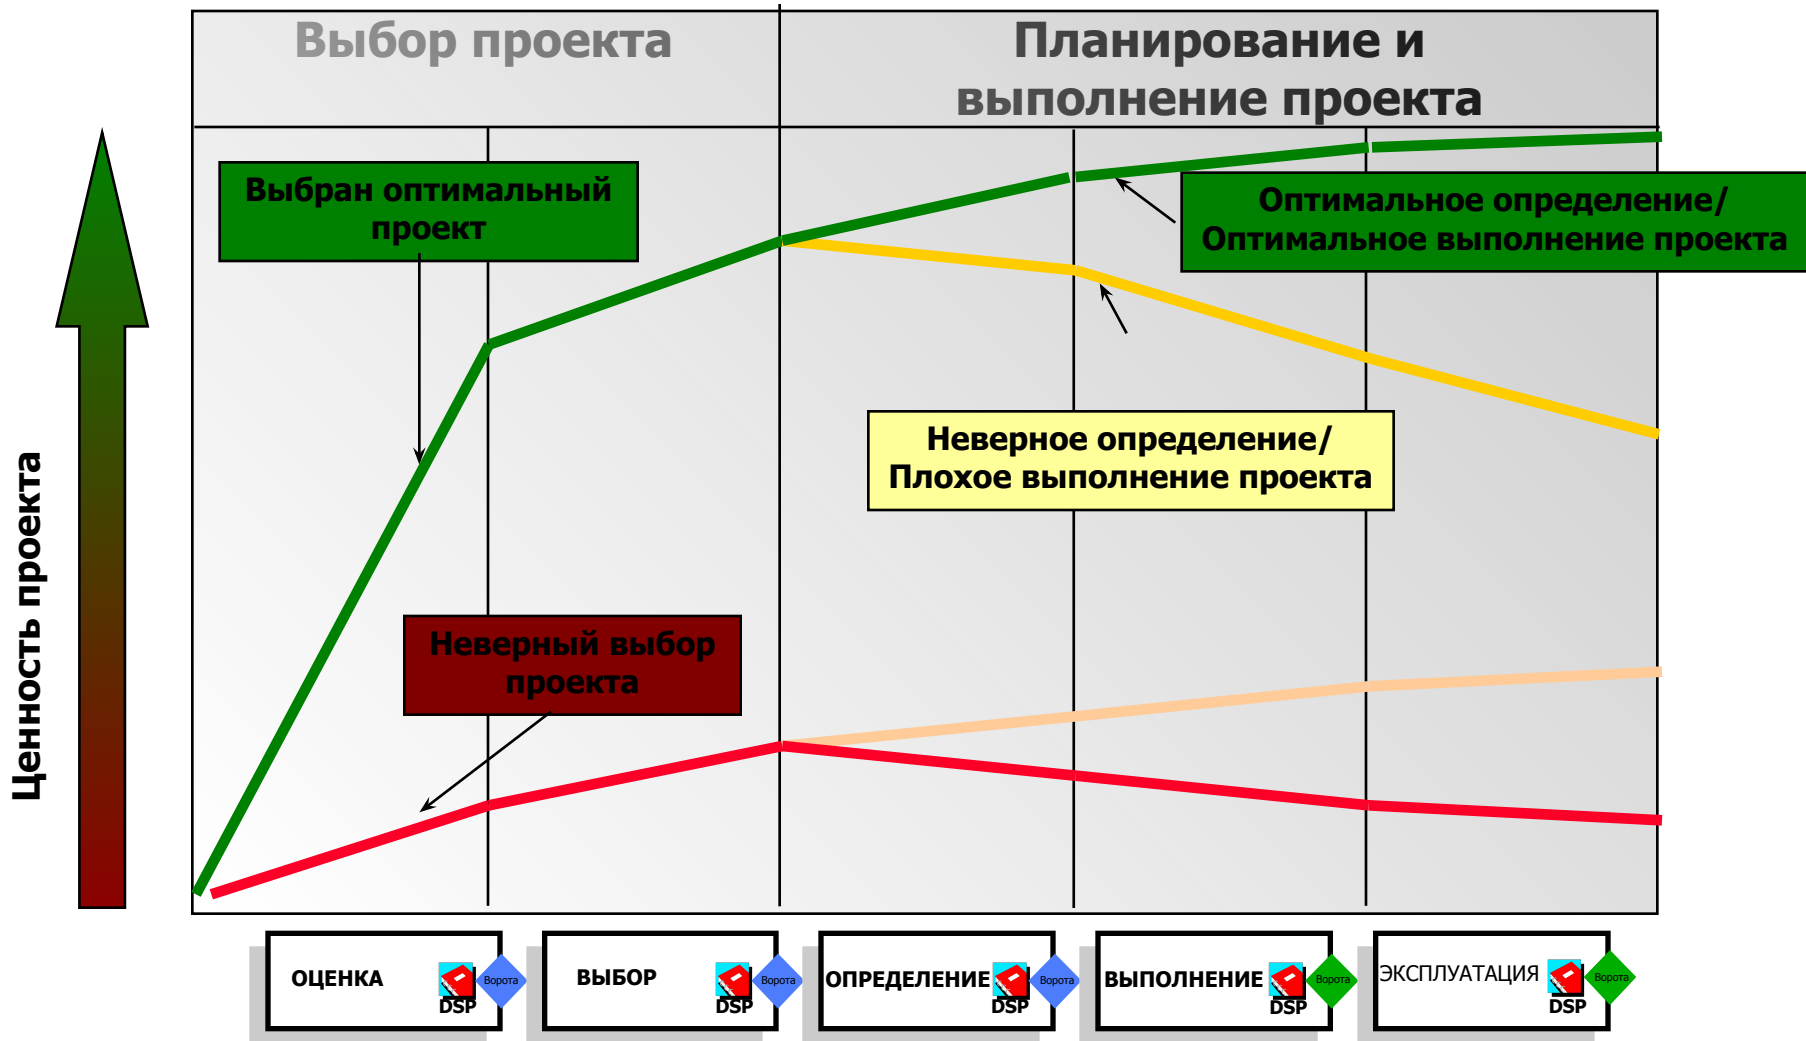 Выбор проекта
Планирование и
выполнение проекта
Выбран оптимальный
проект
Оптимальное определение/
Оптимальное выполнение проекта
Неверное определение/
Плохое выполнение проекта
Неверный выбор
проекта
Ценность проекта
ОЦЕНКА
DSP
Ворота
ВЫБОР
DSP
Ворота
ОПРЕДЕЛЕНИЕ
DSP
Ворота
ВЫПОЛНЕНИЕ
DSP
Ворота
ЭКСПЛУАТАЦИЯ
DSP
Ворота